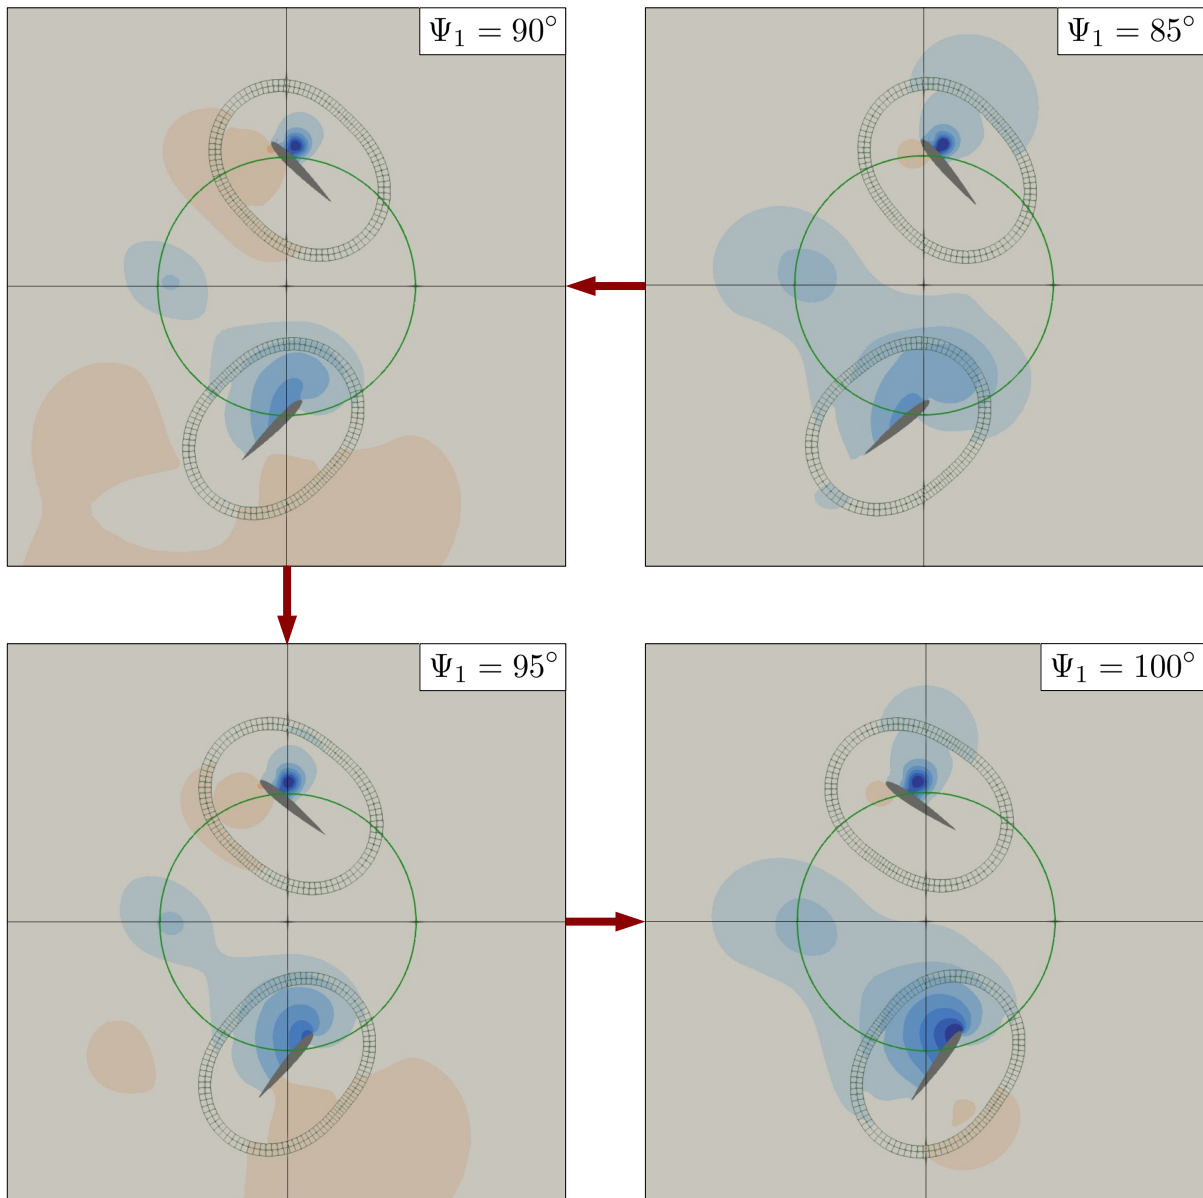 Ψ₁ = 90°
Ψ₁ = 85°
Ψ₁ = 95°
Ψ₁ = 100°